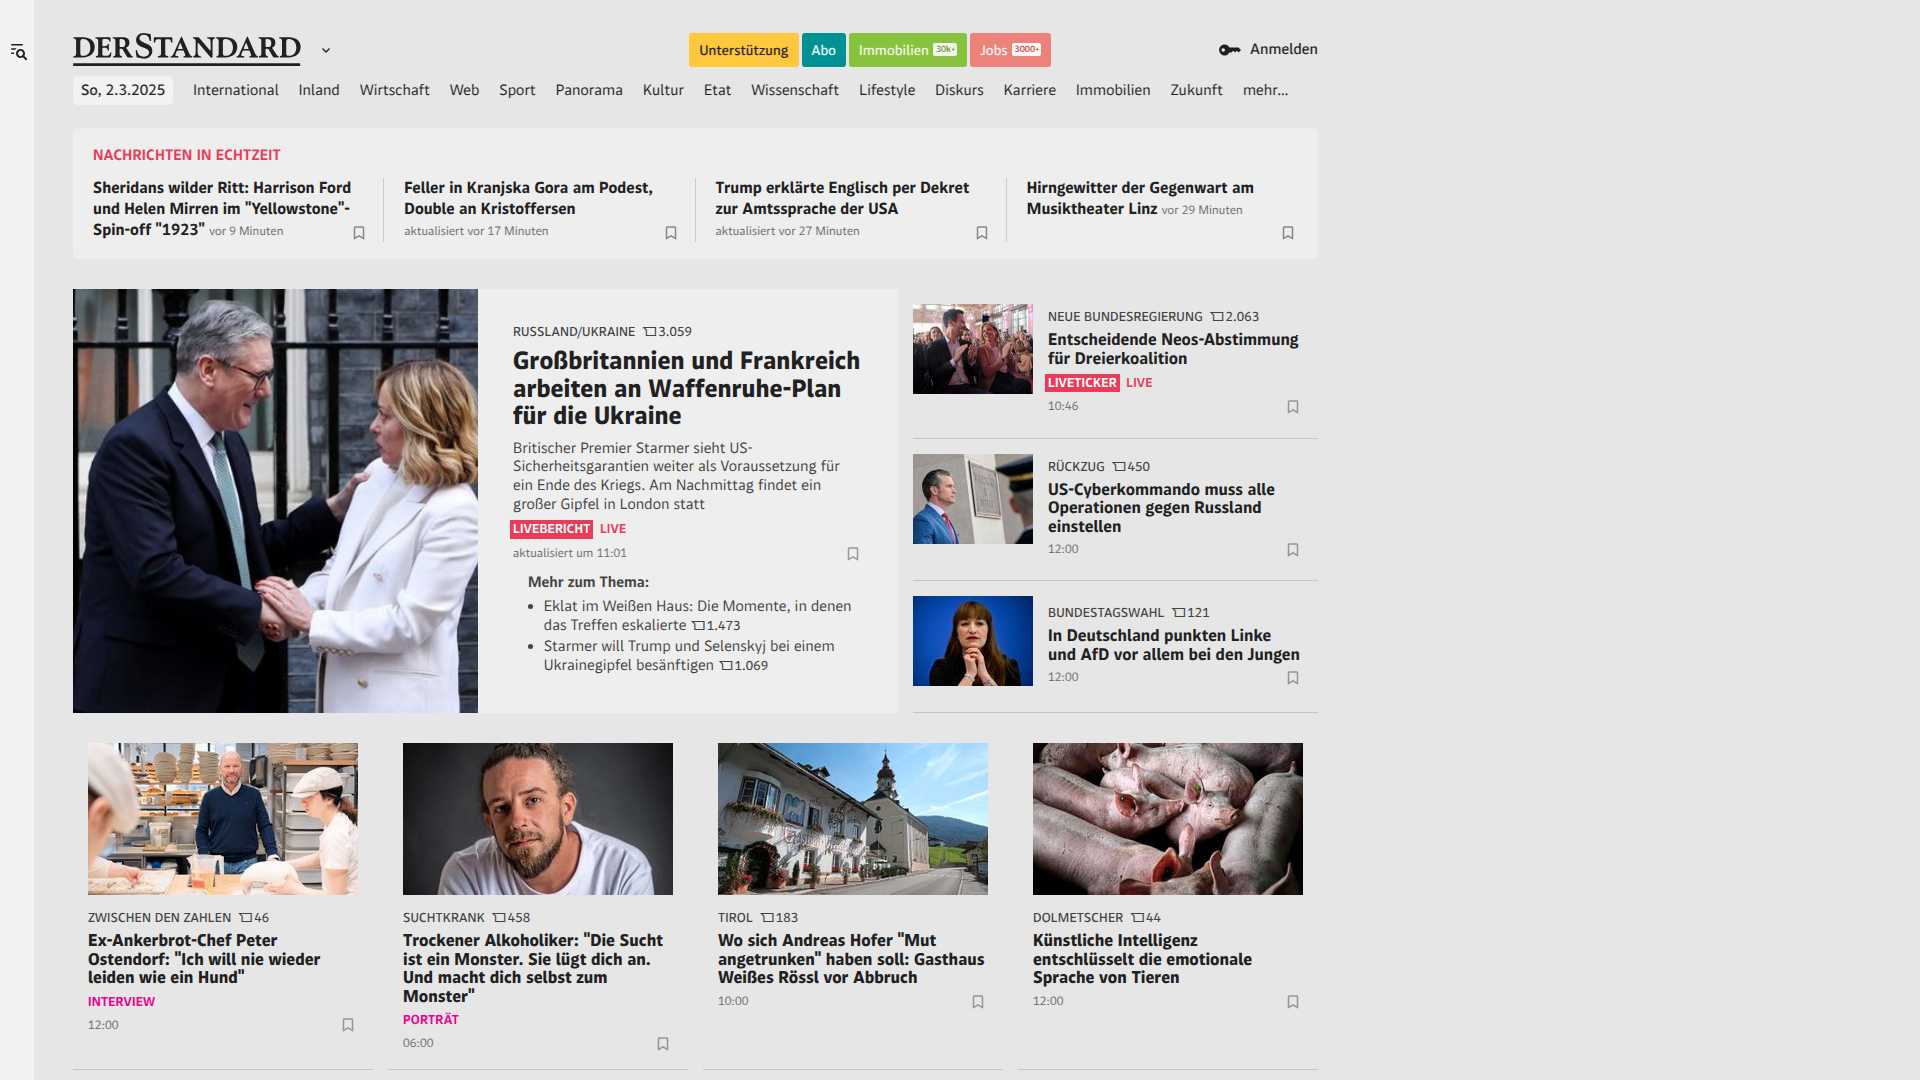 DERSTANDARD
Unterstützung
Abo
Immobilien 30k+
Jobs 3000+
Anmelden
So, 2.3.2025
International
Inland
Wirtschaft
Web
Sport
Panorama
Kultur
Etat
Wissenschaft
Lifestyle
Diskurs
Karriere
Immobilien
Zukunft
mehr...
NACHRICHTEN IN ECHTZEIT
Sheridans wilder Ritt: Harrison Ford
und Helen Mirren im "Yellowstone"-
Spin-off "1923" vor 9 Minuten
Feller in Kranjska Gora am Podest,
Double an Kristoffersen
aktualisiert vor 17 Minuten
Trump erklärte Englisch per Dekret
zur Amtssprache der USA
aktualisiert vor 27 Minuten
Hirngewitter der Gegenwart am
Musiktheater Linz vor 29 Minuten
RUSSLAND/UKRAINE 3.059
Großbritannien und Frankreich
arbeiten an Waffenruhe-Plan
für die Ukraine
Britischer Premier Starmer sieht US-
Sicherheitsgarantien weiter als Voraussetzung für
ein Ende des Kriegs. Am Nachmittag findet ein
großer Gipfel in London statt
LIVEBERICHT LIVE
aktualisiert um 11:01
Mehr zum Thema:
• Eklat im Weißen Haus: Die Momente, in denen
das Treffen eskalierte 1.473
• Starmer will Trump und Selenskyj bei einem
Ukrainegipfel besänftigen 1.069
NEUE BUNDESREGIERUNG 2.063
Entscheidende Neos-Abstimmung
für Dreierkoalition
LIVETICKER LIVE
10:46
RÜCKZUG 450
US-Cyberkommando muss alle
Operationen gegen Russland
einstellen
12:00
BUNDESTAGSWAHL 121
In Deutschland punkten Linke
und AfD vor allem bei den Jungen
12:00
ZWISCHEN DEN ZAHLEN 46
Ex-Ankerbrot-Chef Peter
Ostendorf: "Ich will nie wieder
leiden wie ein Hund"
INTERVIEW
12:00
SUCHTKRANK 458
Trockener Alkoholiker: "Die Sucht
ist ein Monster. Sie lügt dich an.
Und macht dich selbst zum
Monster"
PORTRÄT
06:00
TIROL 183
Wo sich Andreas Hofer "Mut
angetrunken" haben soll: Gasthaus
Weißes Rössl vor Abbruch
10:00
DOLMETSCHER 44
Künstliche Intelligenz
entschlüsselt die emotionale
Sprache von Tieren
12:00